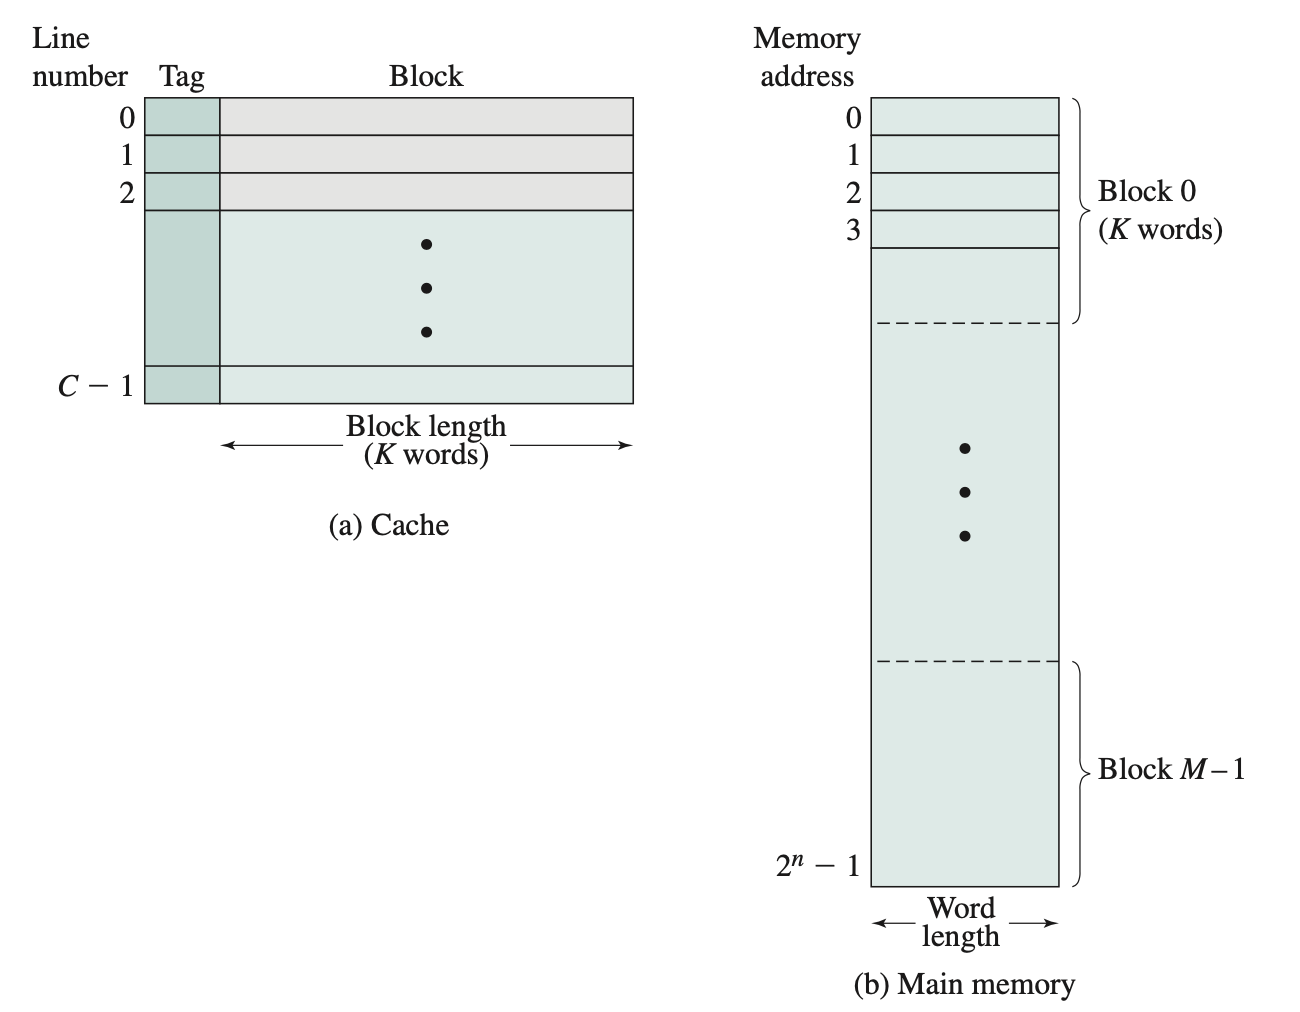 Line
number
Tag
Block
0
1
2
C − 1
Block length
(K words)
(a) Cache
Memory
address
0
1
2
3
Block 0
(K words)
Block M–1
2ⁿ − 1
Word
length
(b) Main memory